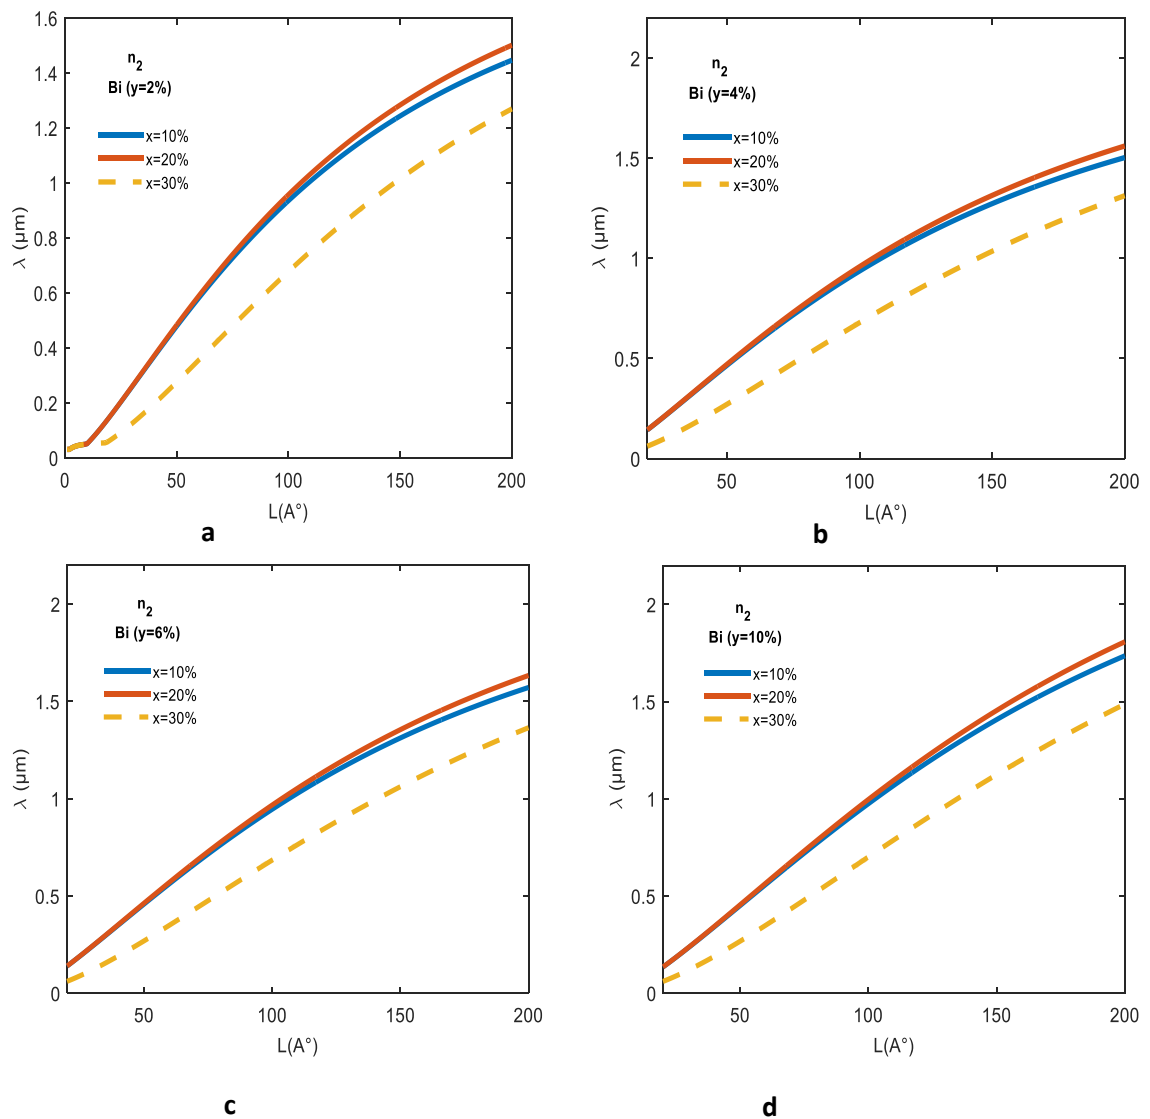 1.6
1.4
1.2
1
0.8
0.6
0.4
0.2
0
λ (μm)
n2
Bi (y=2%)
x=10%
x=20%
x=30%
0
50
100
150
200
L(A°)
a
2
1.5
1
0.5
0
λ (μm)
n2
Bi (y=4%)
x=10%
x=20%
x=30%
50
100
150
200
L(A°)
b
2
1.5
1
0.5
0
λ (μm)
n2
Bi (y=6%)
x=10%
x=20%
x=30%
50
100
150
200
L(A°)
c
2
1.5
1
0.5
0
λ (μm)
n2
Bi (y=10%)
x=10%
x=20%
x=30%
50
100
150
200
L(A°)
d